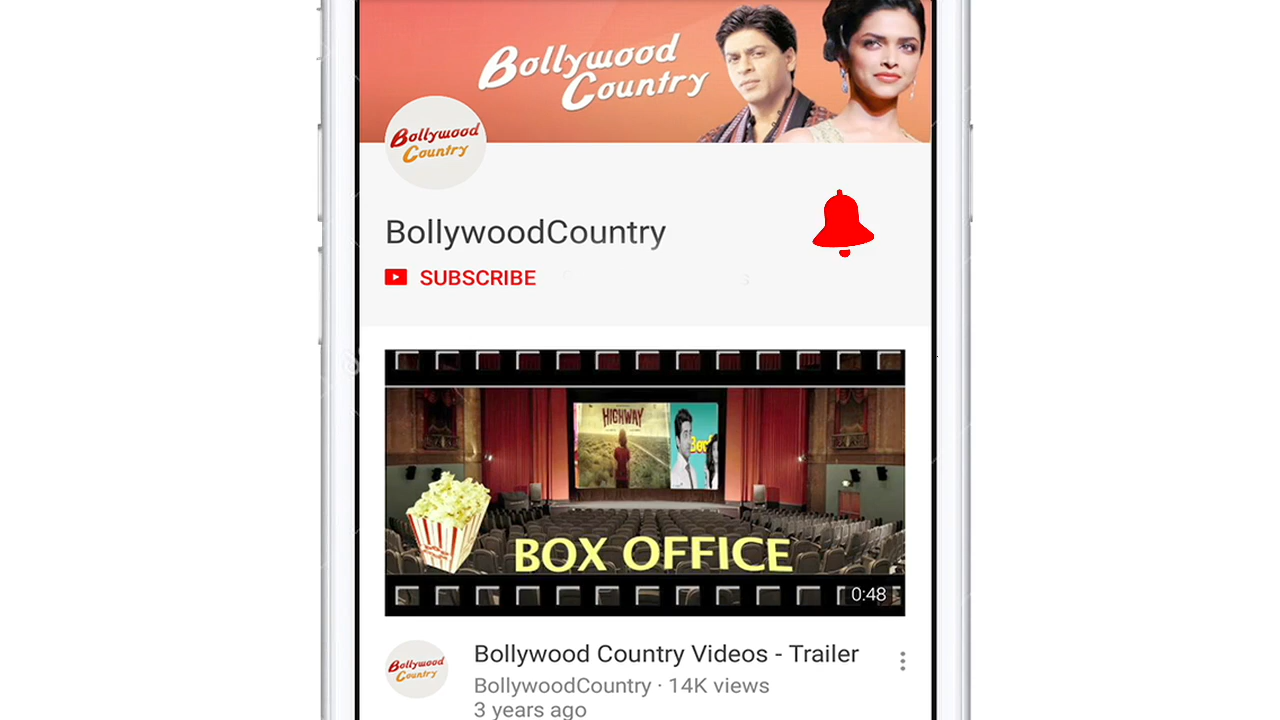 Bollywood
Country
Bollywood
Country
BollywoodCountry
SUBSCRIBE
HIGHWAY
BOX OFFICE
0:48
Bollywood
Country
Bollywood Country Videos - Trailer
BollywoodCountry · 14K views
3 years ago